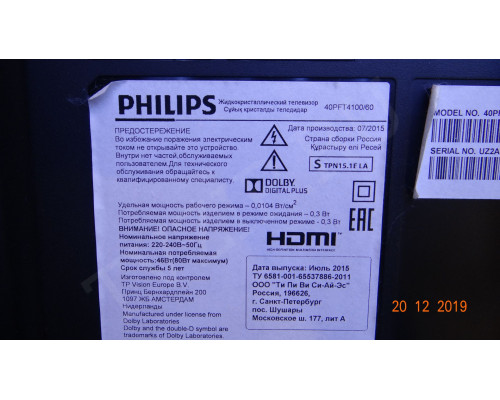 PHILIPS
Жидкокристаллический телевизор
Сұйық кристалды теледидар
40PFT4100/60
ПРЕДОСТЕРЕЖЕНИЕ
Во избежание поражения электрическим
током не открывайте это устройство
Внутри нет частей,обслуживаемых
пользователем.Для технического
обслуживания обращайтесь к
квалифицированному специалисту.
Дата производства: 07/2015
Страна сборки Россия
Құрастыру елі Ресей
S TPN15.1E LA
DOLBY
DIGITAL PLUS
Удельная мощность рабочего режима – 0,0104 Вт/см2
Потребляемая мощность изделием в режиме ожидания – 0,3 Вт
Потребляемая мощность изделием в выключенном режиме – 0,3 Вт
ВНИМАНИЕ! ОПАСНОЕ НАПРЯЖЕНИЕ!
Номинальное напряжение
питания: 220-240В~50Гц
Номинальная потребляемая
мощность:46Вт(80Вт максимум)
Срок службы 5 лет
HDMI
EAC
Изготовлено под контролем
TP Vision Europe B.V.
Принц Бернхардплейн 200
1097 ЖБ АМСТЕРДАМ
Нидерланды
Manufactured under license from
Dolby Laboratories
Dolby and the double-D symbol are
trademarks of Dolby Laboratories.
Дата выпуска: Июль 2015
ТУ 6581-001-65537886-2011
ООО "Ти Пи Ви Си-Ай-Эс"
Россия, 196626,
г. Санкт-Петербург
пос. Шушары
Московское ш. 177, лит А
MODEL NO. 40PF
SERIAL NO. UZ2A
20 12 2019